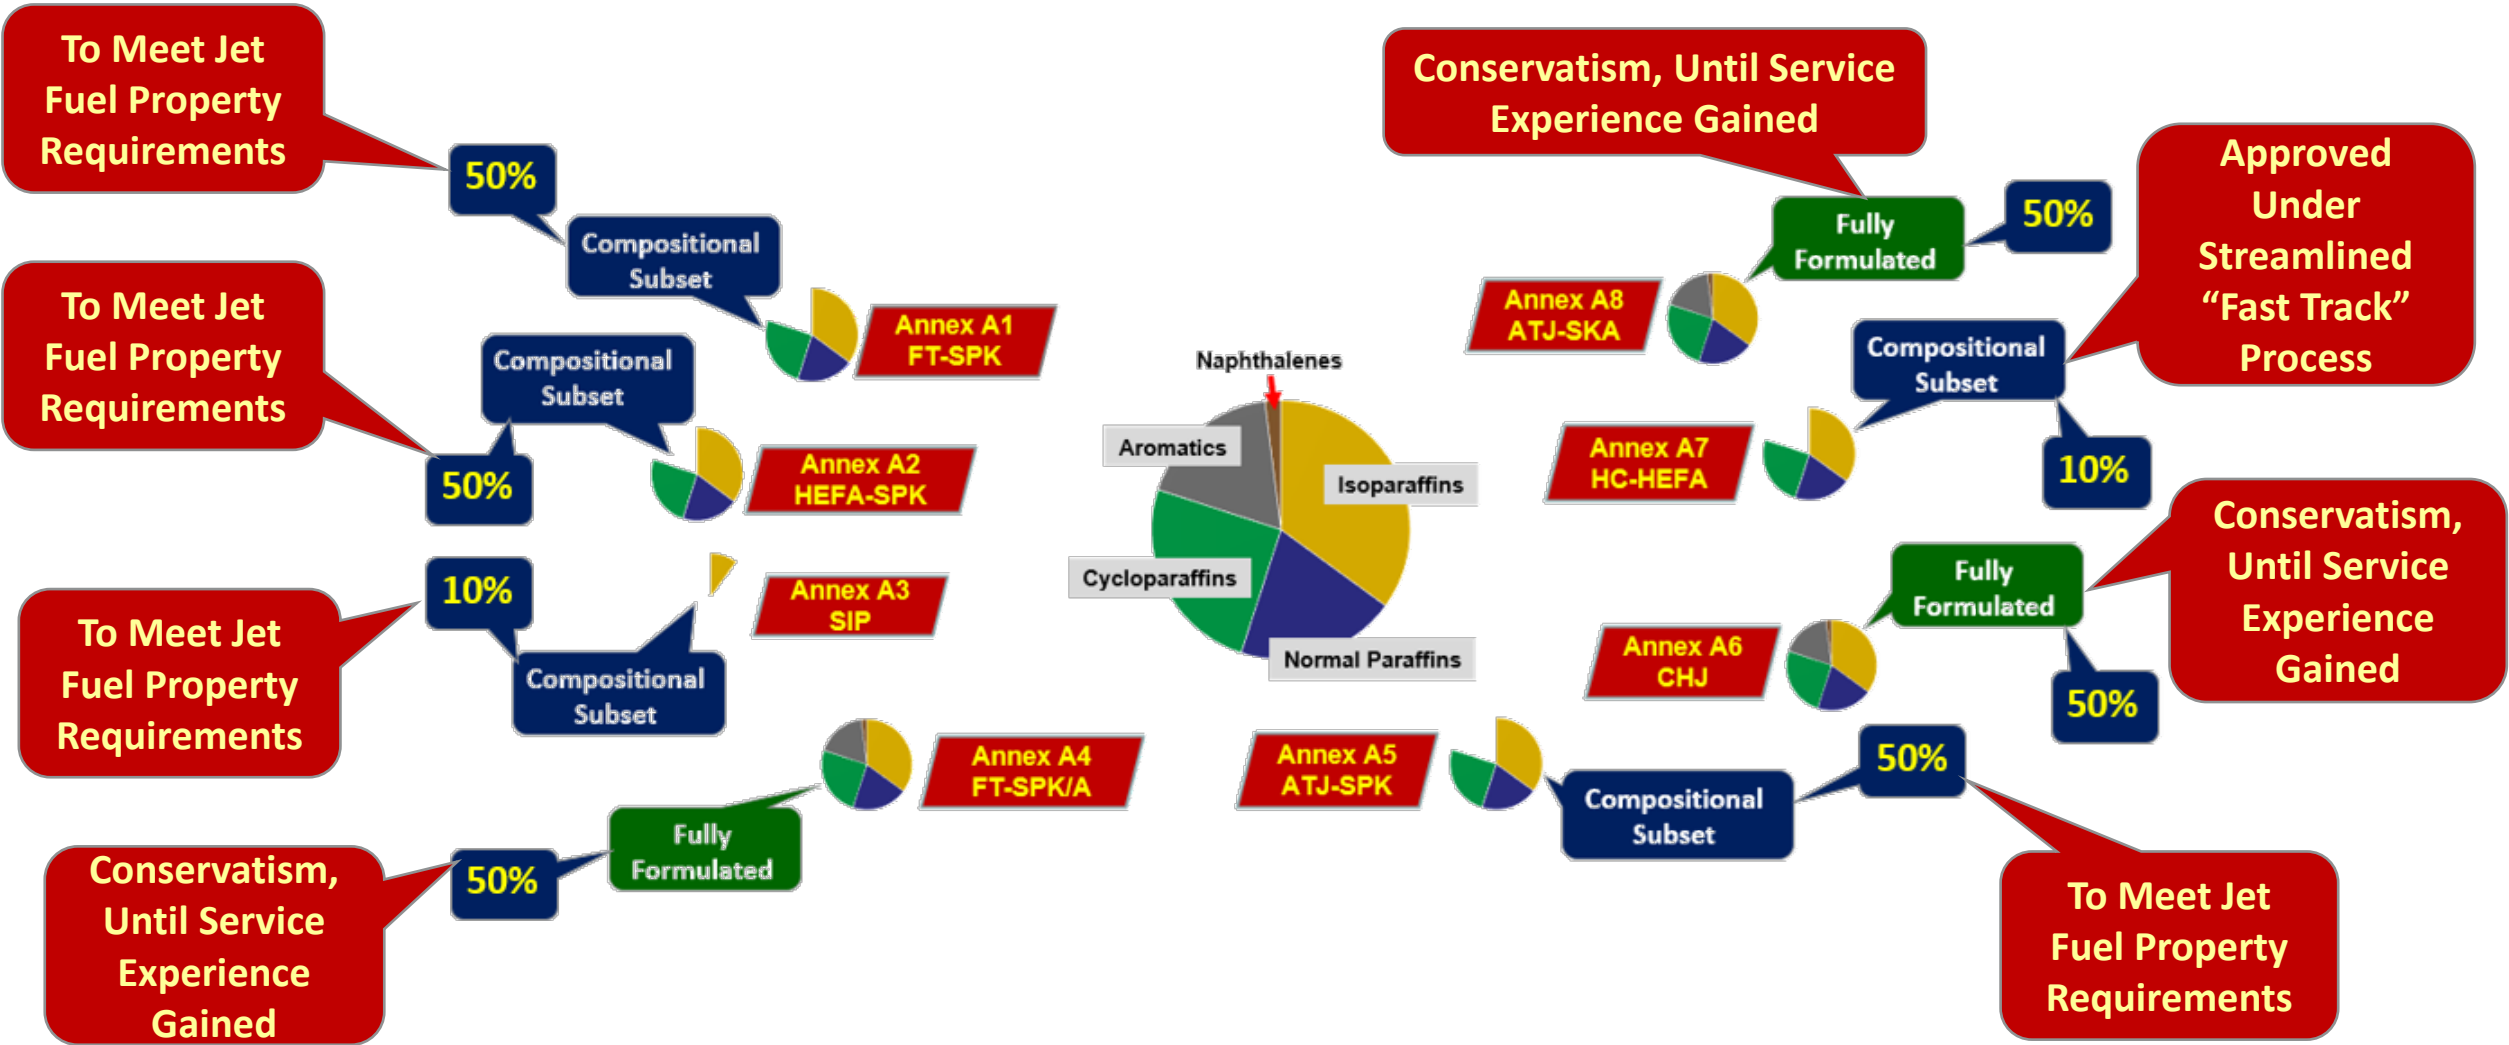 To Meet Jet
Fuel Property
Requirements
50%
Compositional
Subset
Annex A1
FT-SPK
To Meet Jet
Fuel Property
Requirements
50%
Compositional
Subset
Annex A2
HEFA-SPK
To Meet Jet
Fuel Property
Requirements
10%
Compositional
Subset
Annex A3
SIP
Conservatism,
Until Service
Experience
Gained
50%
Fully
Formulated
Annex A4
FT-SPK/A
Naphthalenes
Aromatics
Isoparaffins
Cycloparaffins
Normal Paraffins
Conservatism, Until Service
Experience Gained
Fully
Formulated
50%
Annex A8
ATJ-SKA
Approved
Under
Streamlined
“Fast Track”
Process
Compositional
Subset
10%
Annex A7
HC-HEFA
Conservatism,
Until Service
Experience
Gained
Fully
Formulated
50%
Annex A6
CHJ
Annex A5
ATJ-SPK
Compositional
Subset
50%
To Meet Jet
Fuel Property
Requirements